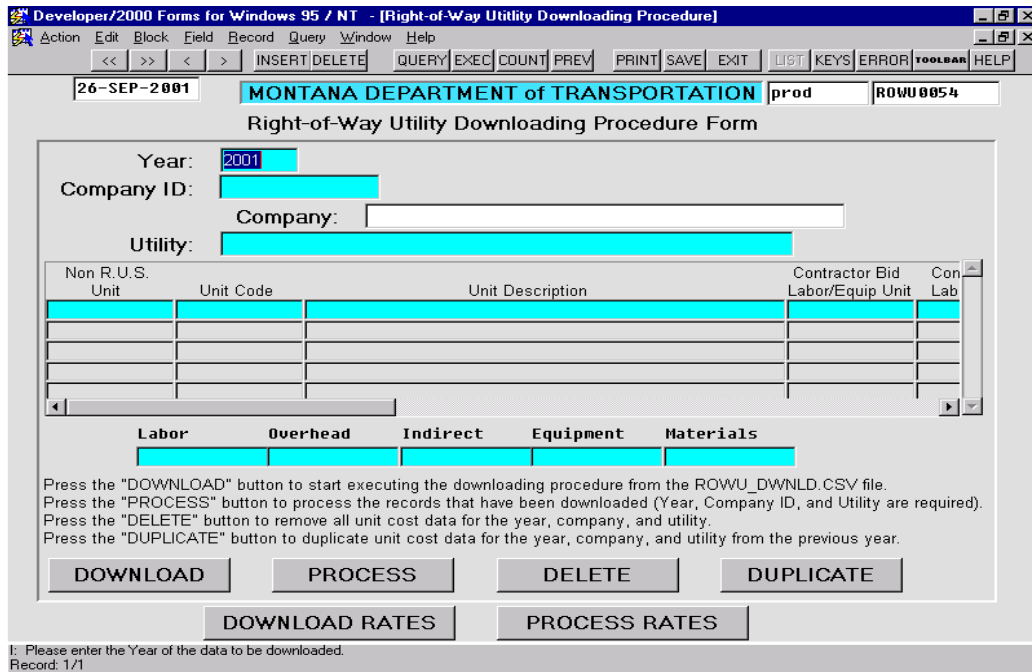 Developer/2000 Forms for Windows 95 / NT - [Right-of-Way Utitlity Downloading Procedure]
Action Edit Block Field Record Query Window Help
<< >> < > INSERT DELETE QUERY EXEC COUNT PREV PRINT SAVE EXIT LIST KEYS ERROR TOOLBAR HELP
26-SEP-2001 MONTANA DEPARTMENT of TRANSPORTATION prod ROWU0054
Right-of-Way Utility Downloading Procedure Form
Year: 2001
Company ID:
Company:
Utility:
Non R.U.S. Contractor Bid Con
Unit Unit Code Unit Description Labor/Equip Unit Lab
Labor Overhead Indirect Equipment Materials
Press the "DOWNLOAD" button to start executing the downloading procedure from the ROWU_DWNLD.CSV file.
Press the "PROCESS" button to process the records that have been downloaded (Year, Company ID, and Utility are required).
Press the "DELETE" button to remove all unit cost data for the year, company, and utility.
Press the "DUPLICATE" button to duplicate unit cost data for the year, company, and utility from the previous year.
DOWNLOAD PROCESS DELETE DUPLICATE
DOWNLOAD RATES PROCESS RATES
I: Please enter the Year of the data to be downloaded.
Record: 1/1